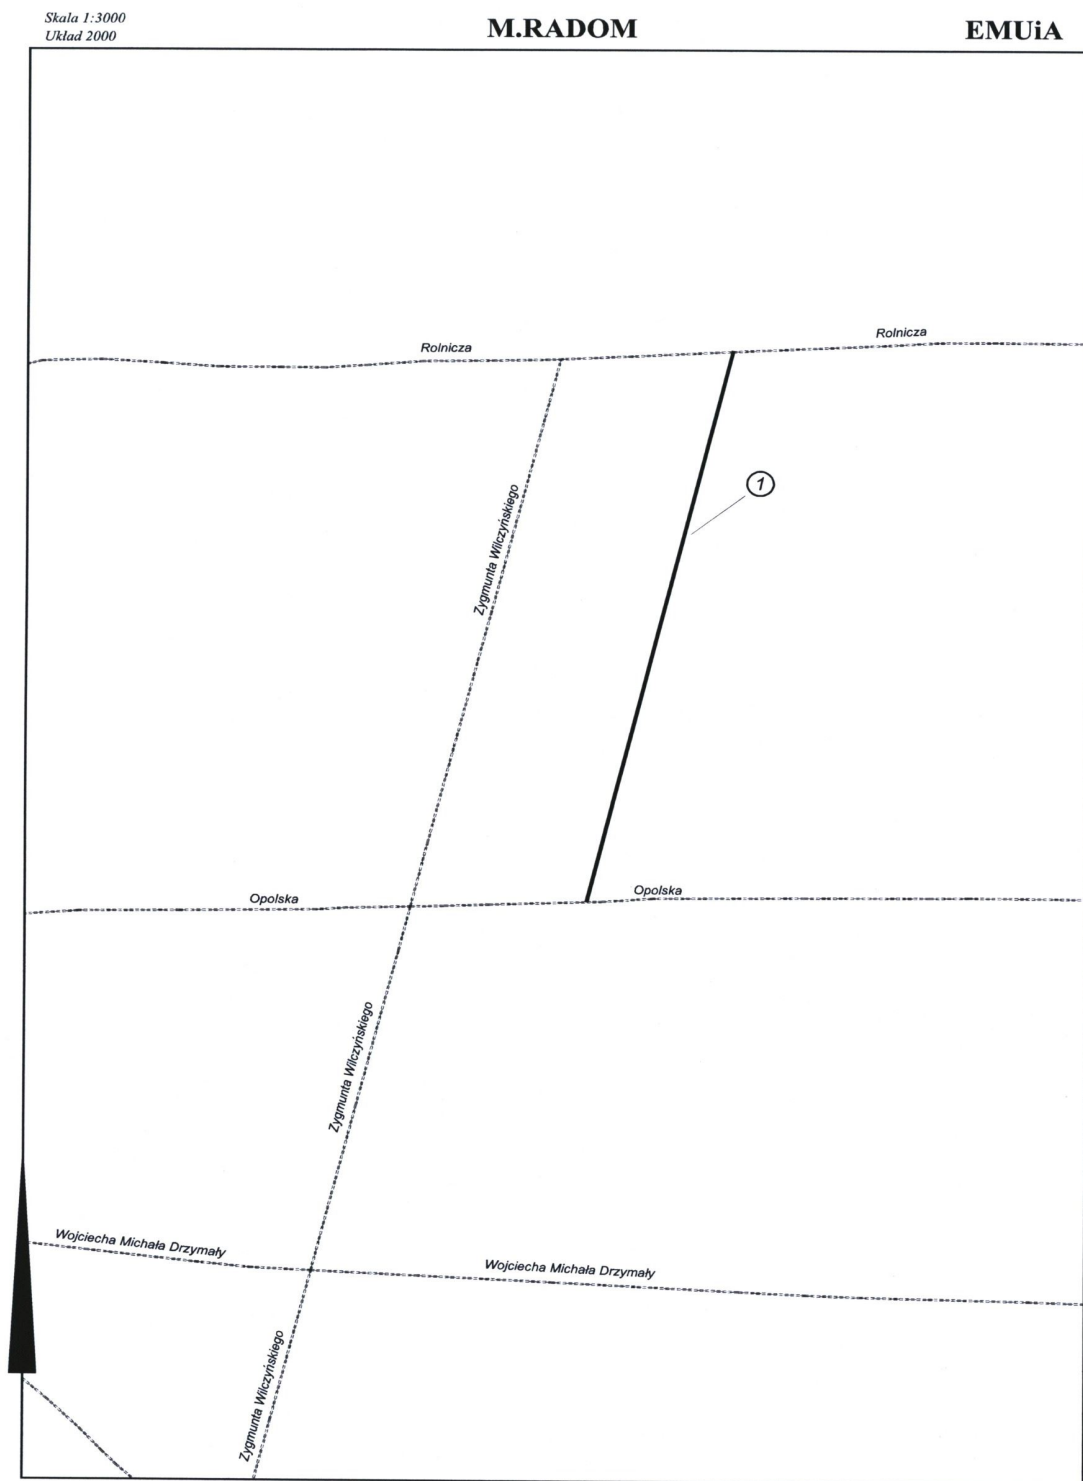 Skala 1:3000
Układ 2000
M.RADOM
EMUiA
Rolnicza
Rolnicza
1
Zygmunta Wilczyńskiego
Opolska
Opolska
Zygmunta Wilczyńskiego
Wojciecha Michała Drzymały
Wojciecha Michała Drzymały
Zygmunta Wilczyńskiego